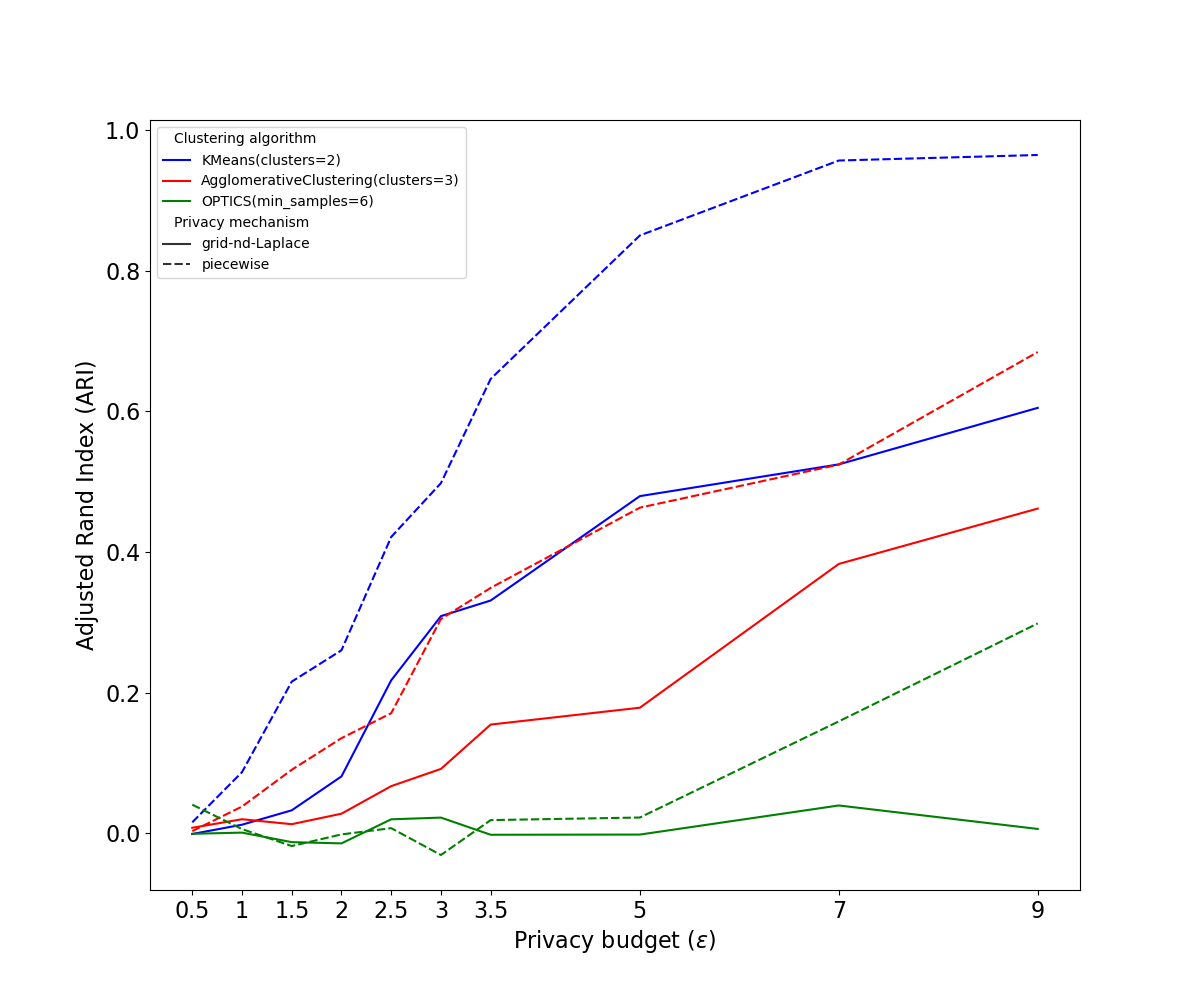 Clustering algorithm
KMeans(clusters=2)
AgglomerativeClustering(clusters=3)
OPTICS(min_samples=6)
Privacy mechanism
grid-nd-Laplace
piecewise
Adjusted Rand Index (ARI)
1.0
0.8
0.6
0.4
0.2
0.0
0.5 1 1.5 2 2.5 3 3.5 5 7 9
Privacy budget (ε)